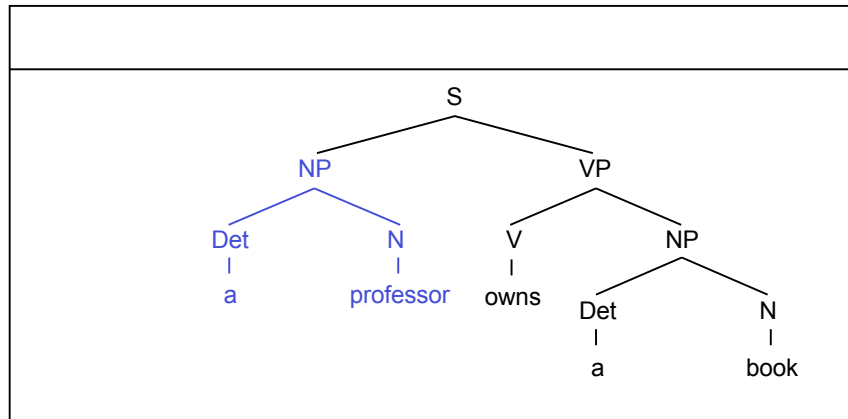 S
NP VP
Det N V NP
a professor owns Det N
a book